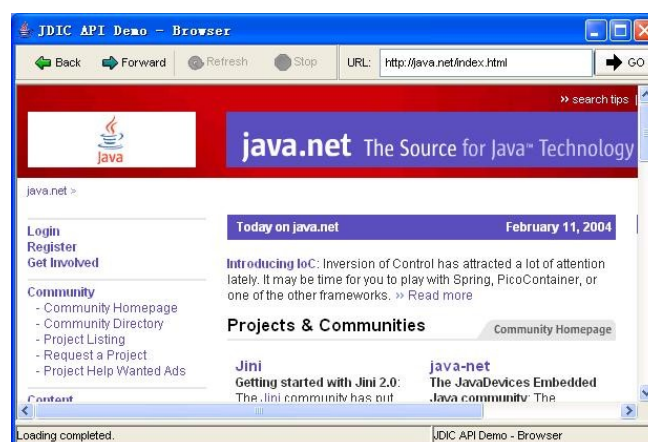 JDIC API Demo - Browser
Back Forward Refresh Stop URL: http://java.net/index.html GO
» search tips |
Java
java.net The Source for Java™ Technology
java.net >
Login
Register
Get Involved
Community
- Community Homepage
- Community Directory
- Project Listing
- Request a Project
- Project Help Wanted Ads
Content
Today on java.net February 11, 2004
Introducing IoC: Inversion of Control has attracted a lot of attention
lately. It may be time for you to play with Spring, PicoContainer, or
one of the other frameworks. » Read more
Projects & Communities Community Homepage
Jini
Getting started with Jini 2.0:
The Jini community has put
java-net
The JavaDevices Embedded
Java community: The
Loading completed. JDIC API Demo - Browser